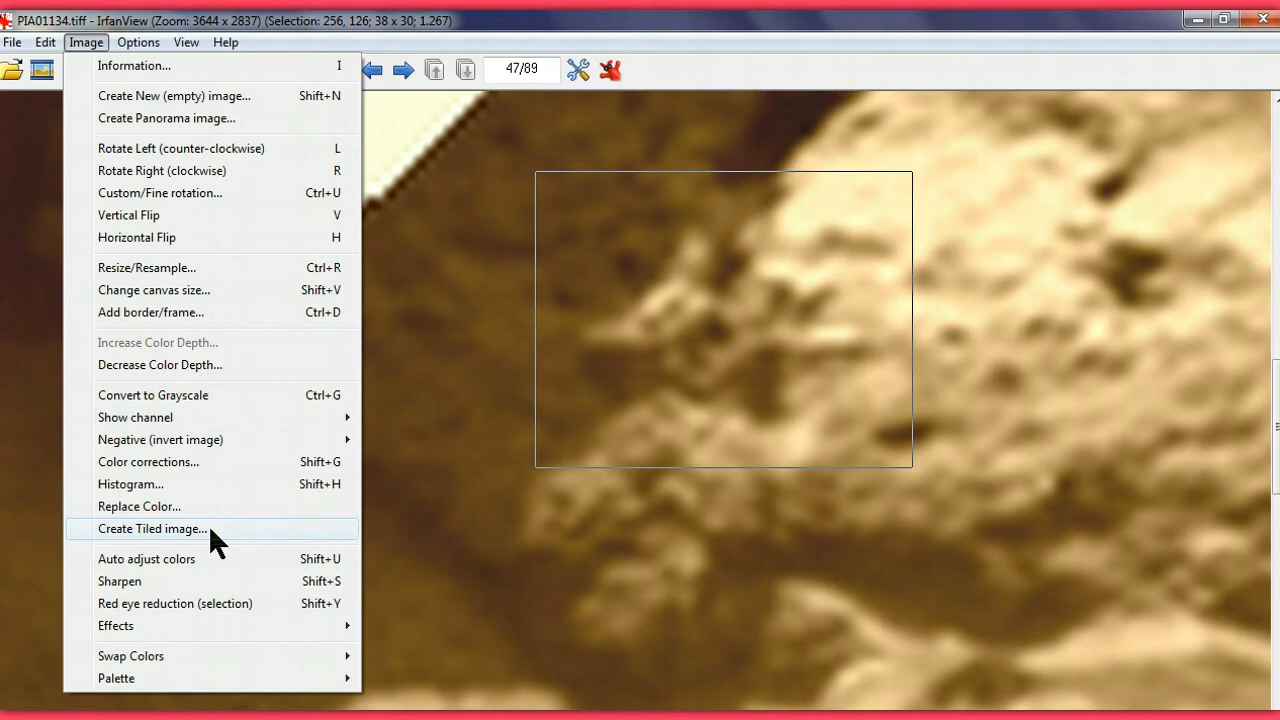 PIA01134.tiff - IrfanView (Zoom: 3644 x 2837) (Selection: 256, 126; 38 x 30; 1.267)
File Edit Image Options View Help
47/89
Information... I
Create New (empty) image... Shift+N
Create Panorama image...
Rotate Left (counter-clockwise) L
Rotate Right (clockwise) R
Custom/Fine rotation... Ctrl+U
Vertical Flip V
Horizontal Flip H
Resize/Resample... Ctrl+R
Change canvas size... Shift+V
Add border/frame... Ctrl+D
Increase Color Depth...
Decrease Color Depth...
Convert to Grayscale Ctrl+G
Show channel
Negative (invert image)
Color corrections... Shift+G
Histogram... Shift+H
Replace Color...
Create Tiled image...
Auto adjust colors Shift+U
Sharpen Shift+S
Red eye reduction (selection) Shift+Y
Effects
Swap Colors
Palette